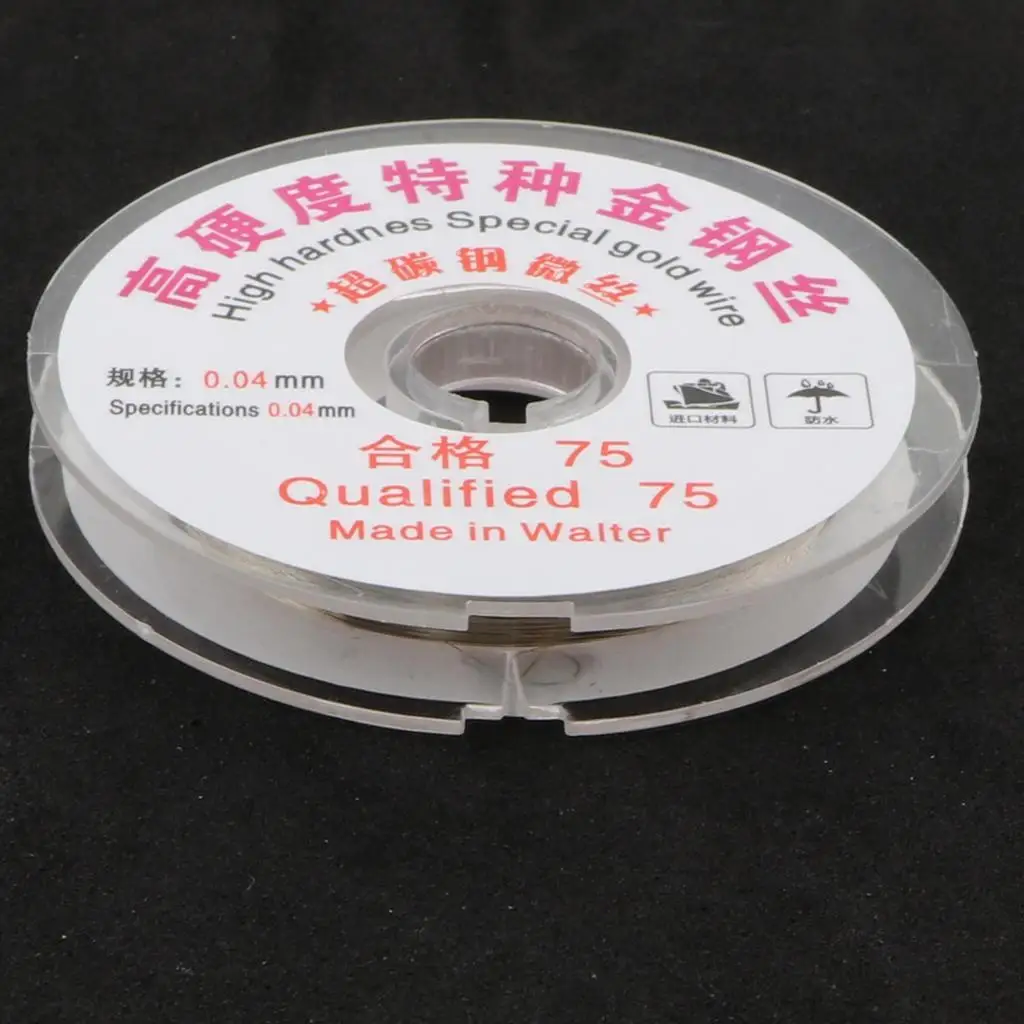 高硬度特种金钢丝
High hardnes Special gold wire
★超碳钢微丝★
规格：0.04mm
Specifications 0.04mm
进口材料
防水
合格 75
Qualified 75
Made in Walter